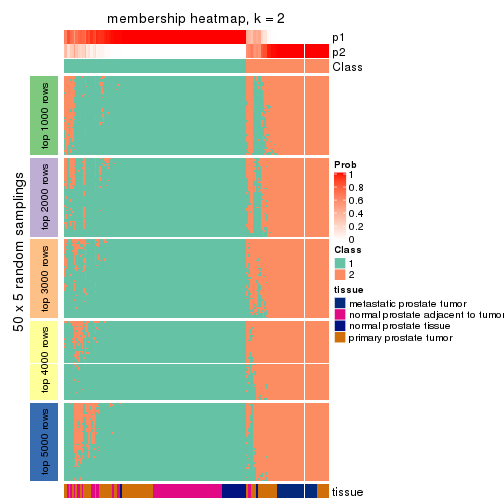 membership heatmap, k = 2
p1
p2
Class
50 x 5 random samplings
top 1000 rows
top 2000 rows
top 3000 rows
top 4000 rows
top 5000 rows
Prob
1
0.8
0.6
0.4
0.2
0
Class
1
2
tissue
metastatic prostate tumor
normal prostate adjacent to tumor
normal prostate tissue
primary prostate tumor
tissue